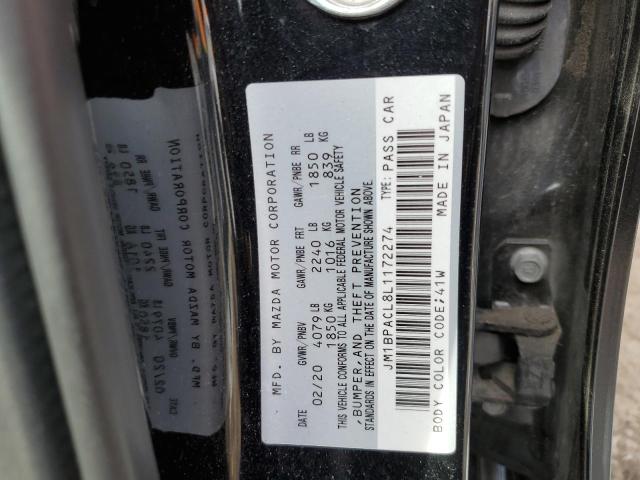 MFD. BY MAZDA MOTOR CORPORATION
DATE GVWR/PNBV GAWR/PNBE FRT GAWR/PNBE RR
02/20 4079 LB 2240 LB 1850 LB
1850 KG 1016 KG 839 KG
THIS VEHICLE CONFORMS TO ALL APPLICABLE FEDERAL MOTOR VEHICLE SAFETY
, BUMPER, AND THEFT PREVENTION
STANDARDS IN EFFECT ON THE DATE OF MANUFACTURE SHOWN ABOVE.
JM1BPACL8L1172274 TYPE: PASS CAR
BODY COLOR CODE;41W MADE IN JAPAN